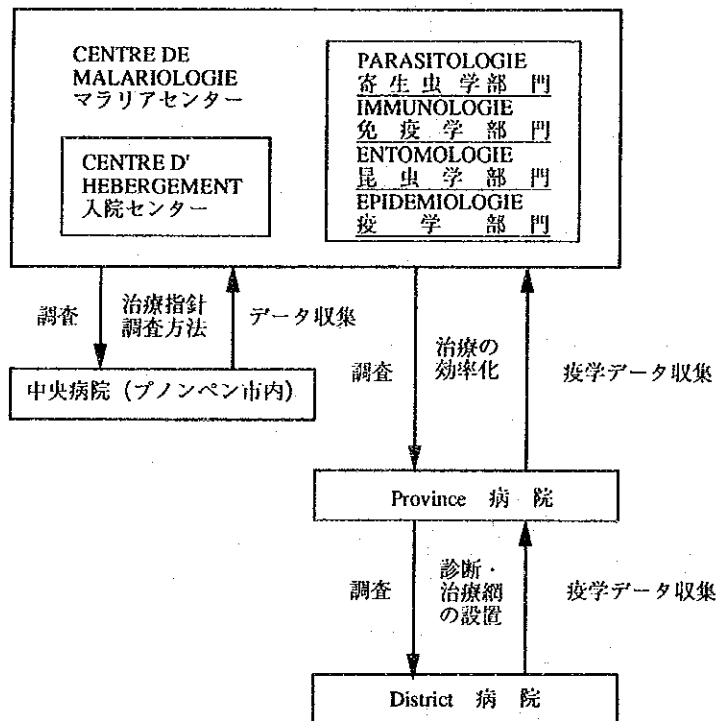 CENTRE DE
MALARIOLOGIE
マラリアセンター
CENTRE D'
HEBERGEMENT
入院センター
PARASITOLOGIE
寄生虫学部門
IMMUNOLOGIE
免疫学部門
ENTOMOLOGIE
昆虫学部門
EPIDEMIOLOGIE
疫学部門
調査
治療指針
調査方法
データ収集
中央病院（プノンペン市内）
調査
治療の
効率化
疫学データ収集
Province 病院
調査
診断・
治療網
の設置
疫学データ収集
District 病院